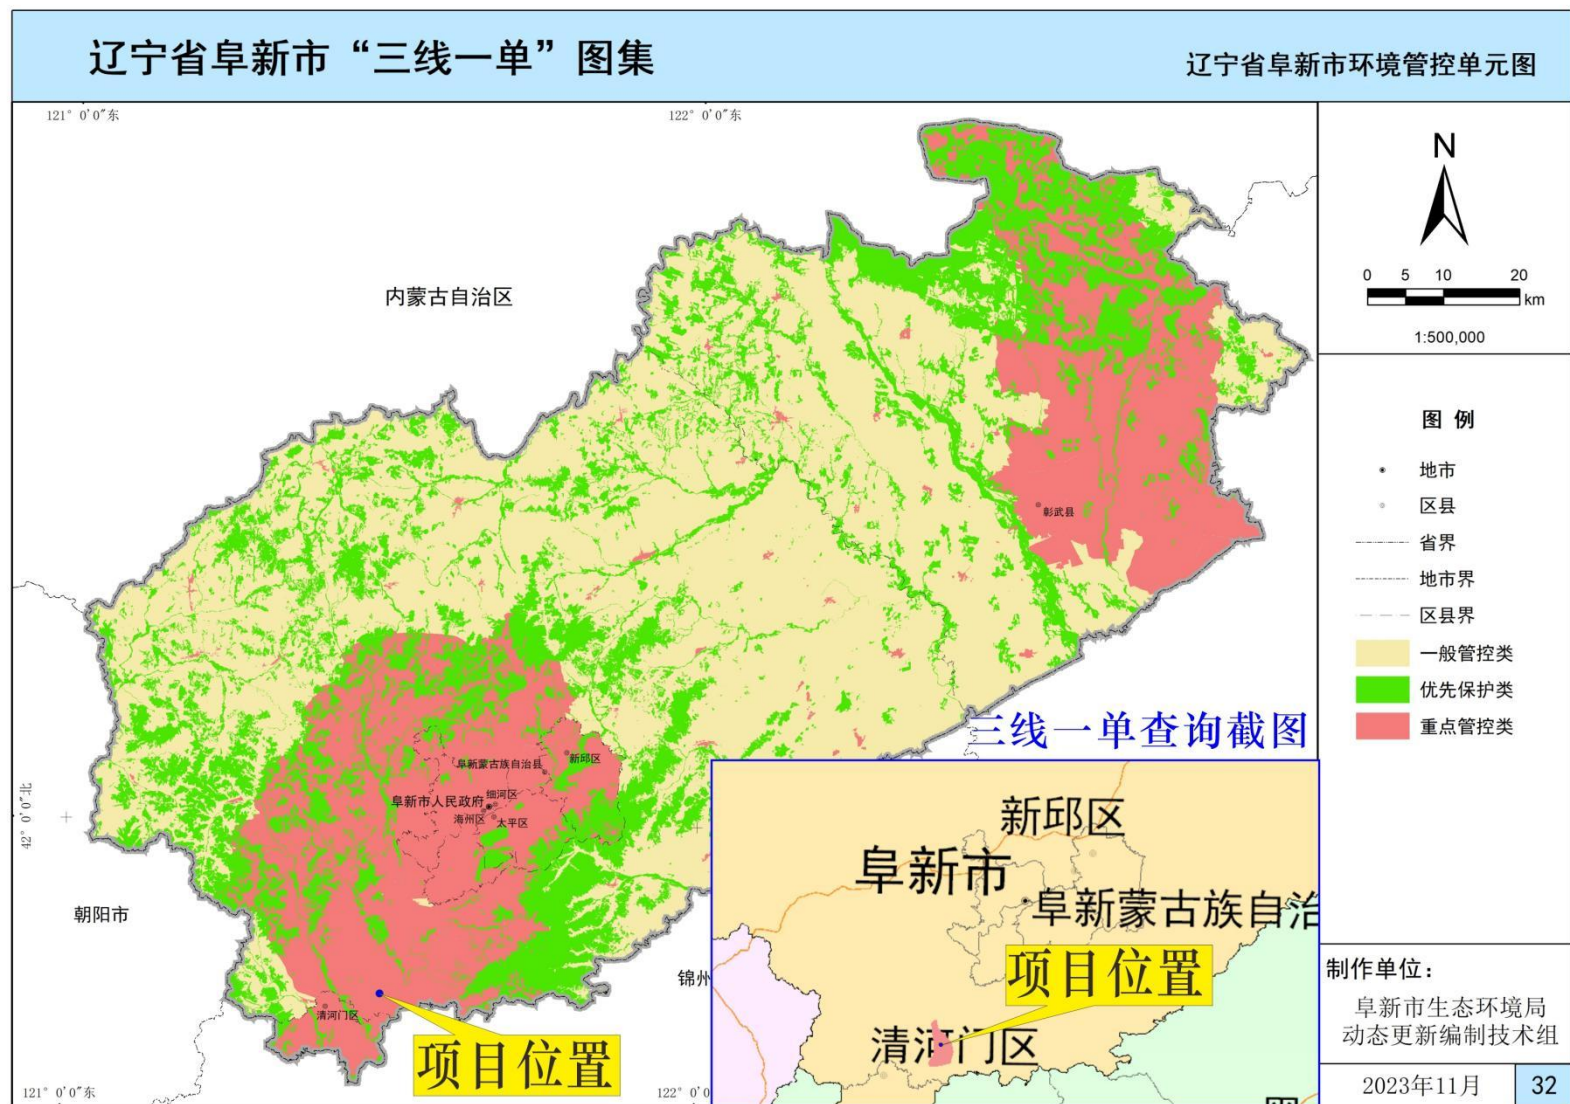 辽宁省阜新市“三线一单”图集
辽宁省阜新市环境管控单元图
121° 0′0″东
122° 0′0″东
N
0 5 10 20
km
1:500,000
内蒙古自治区
图 例
地市
区县
省界
地市界
区县界
一般管控类
优先保护类
重点管控类
彰武县
三线一单查询截图
新邱区
阜新蒙古族自治县
细河区
阜新市人民政府
海州区
太平区
42° 0′0″北
朝阳市
锦州
清河门区
项目位置
新邱区
阜新市
阜新蒙古族自治
项目位置
清河门区
制作单位：
阜新市生态环境局
动态更新编制技术组
121° 0′0″东
122° 0′0
2023年11月
32